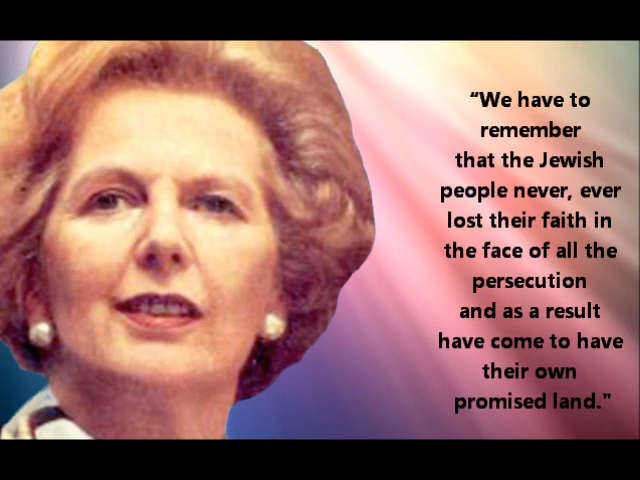 “We have to
remember
that the Jewish
people never, ever
lost their faith in
the face of all the
persecution
and as a result
have come to have
their own
promised land."